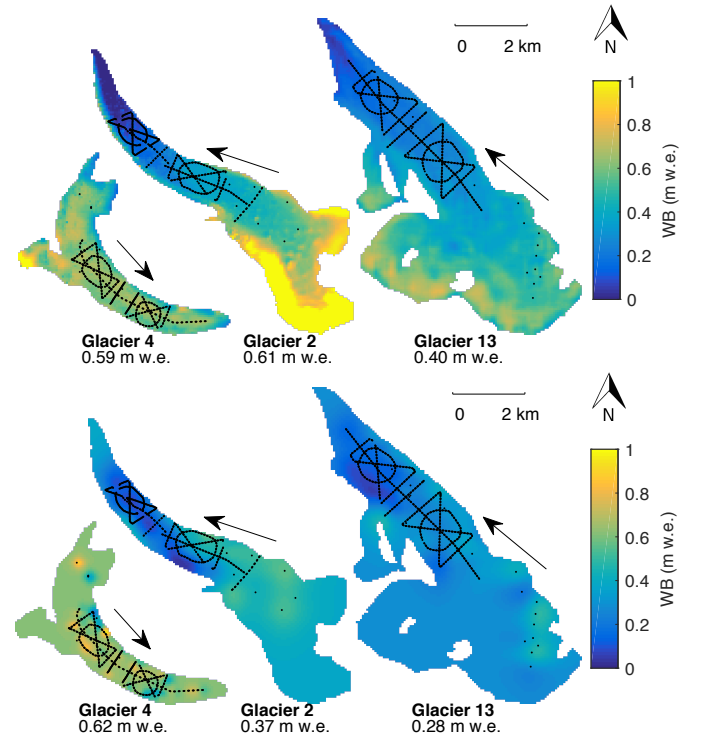 0 2 km
N
1
0.8
0.6
0.4
0.2
0
WB (m w.e.)
Glacier 4
0.59 m w.e.
Glacier 2
0.61 m w.e.
Glacier 13
0.40 m w.e.
0 2 km
N
1
0.8
0.6
0.4
0.2
0
WB (m w.e.)
Glacier 4
0.62 m w.e.
Glacier 2
0.37 m w.e.
Glacier 13
0.28 m w.e.